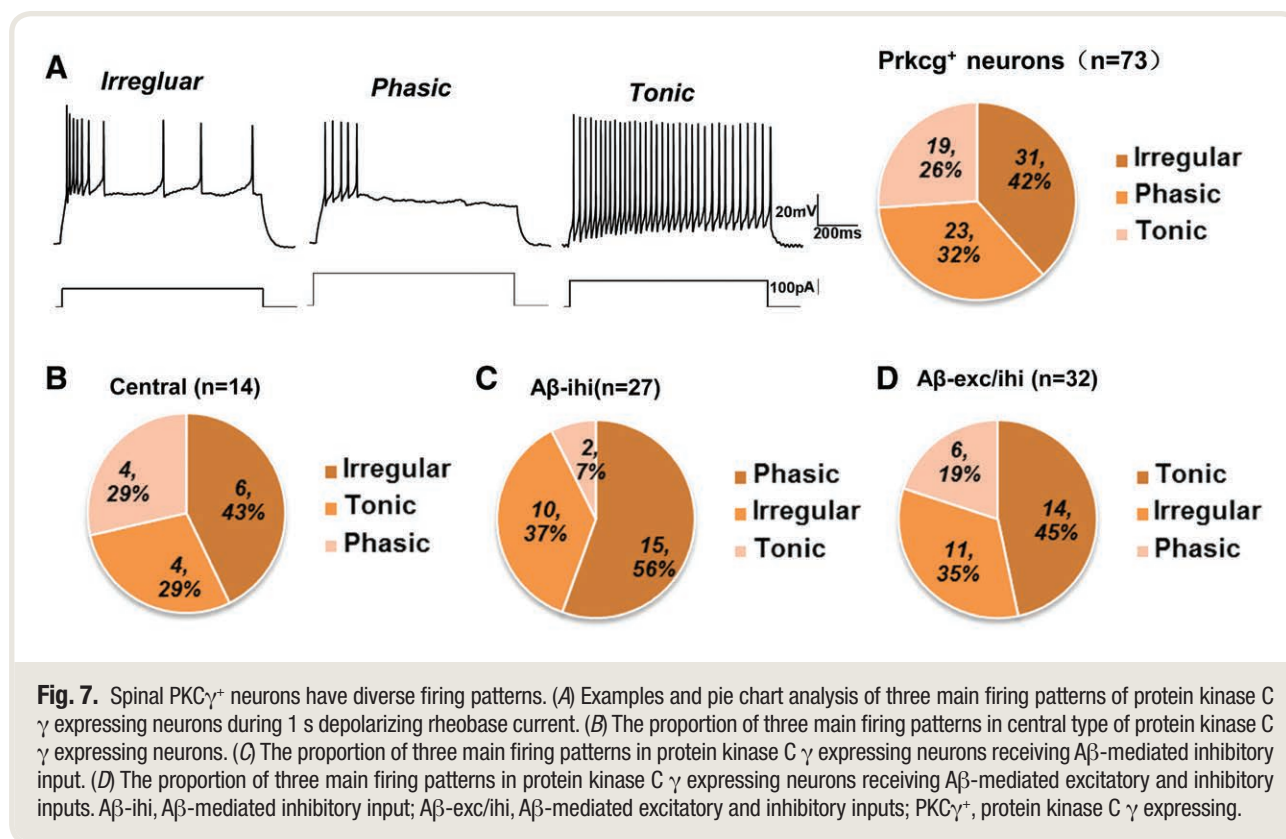 A
Irregluar
Phasic
Tonic
20mV
200ms
100pA
Prkcg⁺ neurons（n=73）
19,
26%
31,
42%
23,
32%
Irregular
Phasic
Tonic
B
Central (n=14)
4,
29%
6,
43%
4,
29%
Irregular
Tonic
Phasic
C
Aβ-ihi(n=27)
2,
7%
10,
37%
15,
56%
Phasic
Irregular
Tonic
D
Aβ-exc/ihi (n=32)
6,
19%
14,
45%
11,
35%
Tonic
Irregular
Phasic
Fig. 7. Spinal PKCγ⁺ neurons have diverse firing patterns. (A) Examples and pie chart analysis of three main firing patterns of protein kinase C
γ expressing neurons during 1 s depolarizing rheobase current. (B) The proportion of three main firing patterns in central type of protein kinase C
γ expressing neurons. (C) The proportion of three main firing patterns in protein kinase C γ expressing neurons receiving Aβ-mediated inhibitory
input. (D) The proportion of three main firing patterns in protein kinase C γ expressing neurons receiving Aβ-mediated excitatory and inhibitory
inputs. Aβ-ihi, Aβ-mediated inhibitory input; Aβ-exc/ihi, Aβ-mediated excitatory and inhibitory inputs; PKCγ⁺, protein kinase C γ expressing.